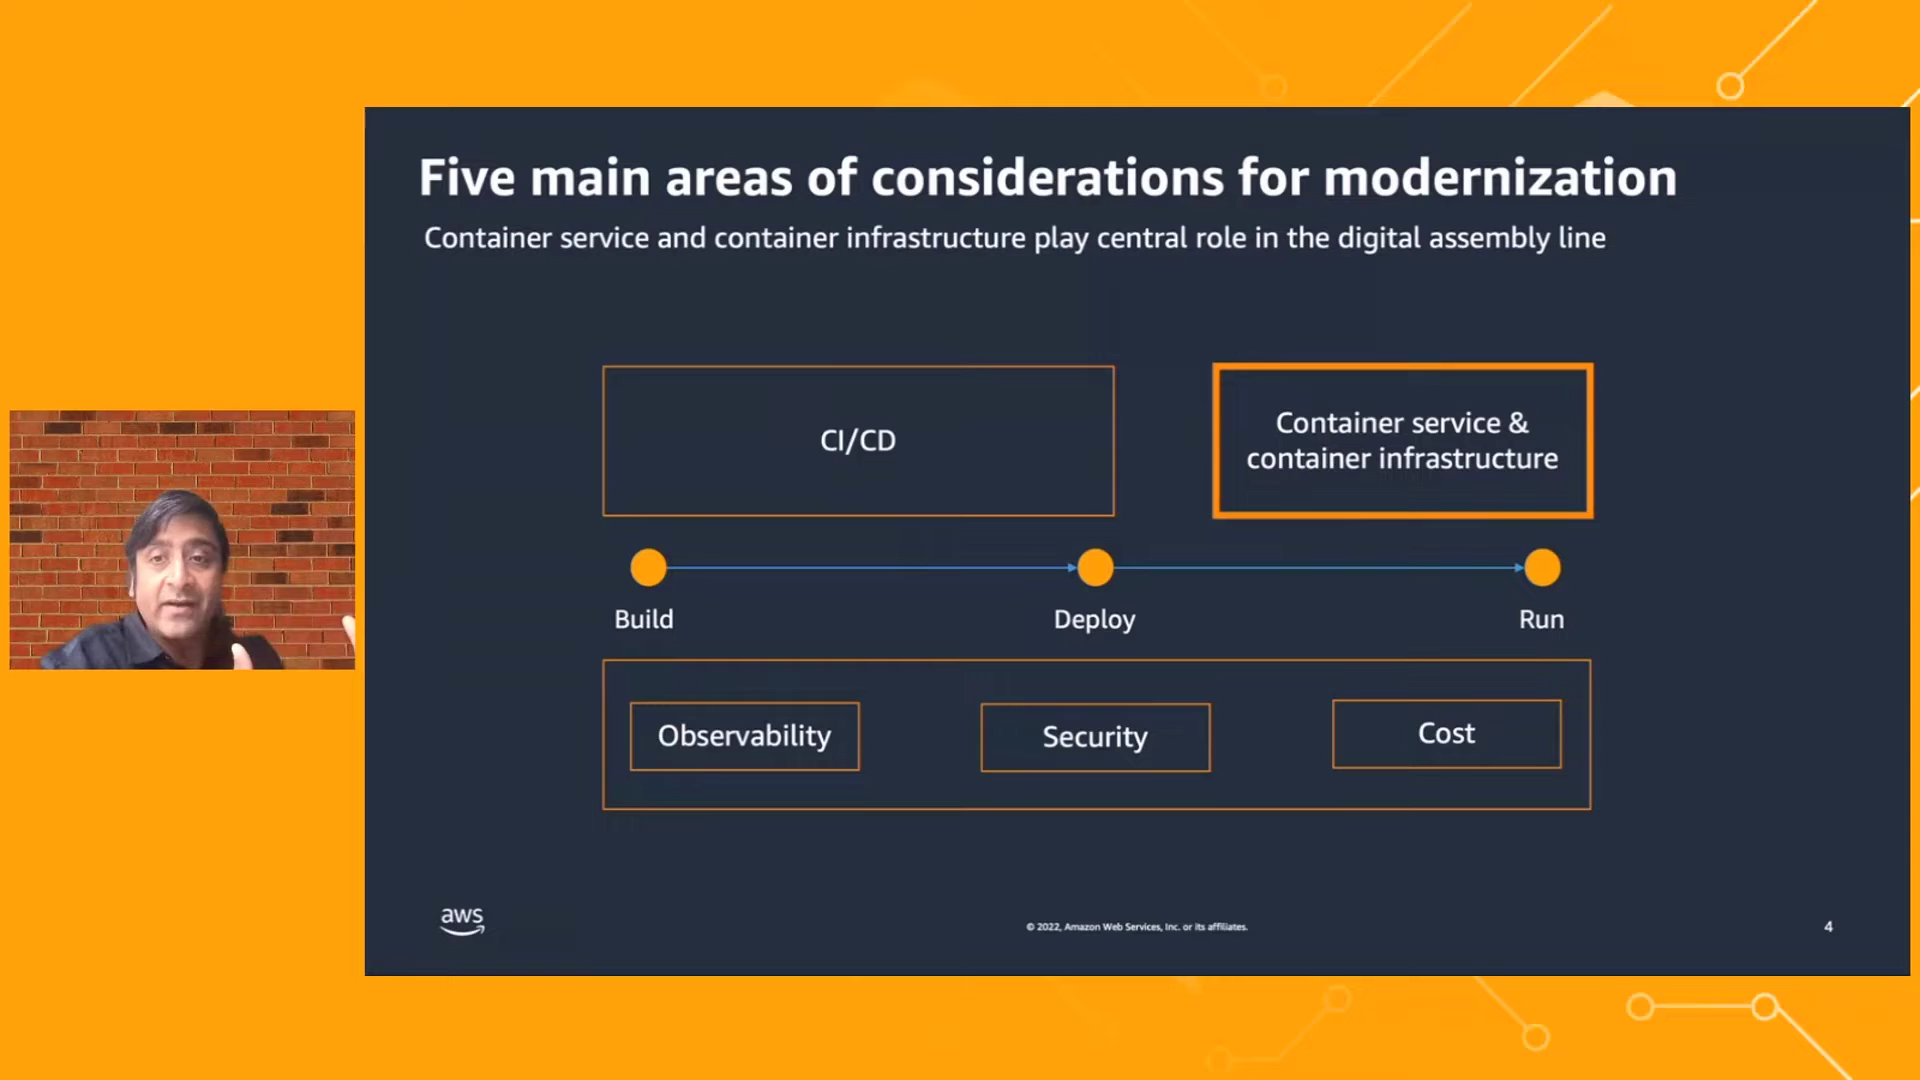 Five main areas of considerations for modernization
Container service and container infrastructure play central role in the digital assembly line
CI/CD
Container service &
container infrastructure
Build
Deploy
Run
Observability
Security
Cost
aws
© 2022, Amazon Web Services, Inc. or its affiliates.
4